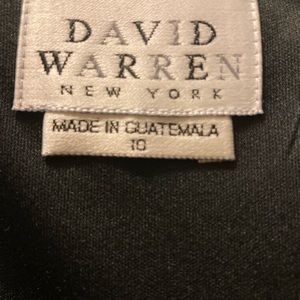 DAVID
WARREN
NEW YORK
MADE IN GUATEMALA
10